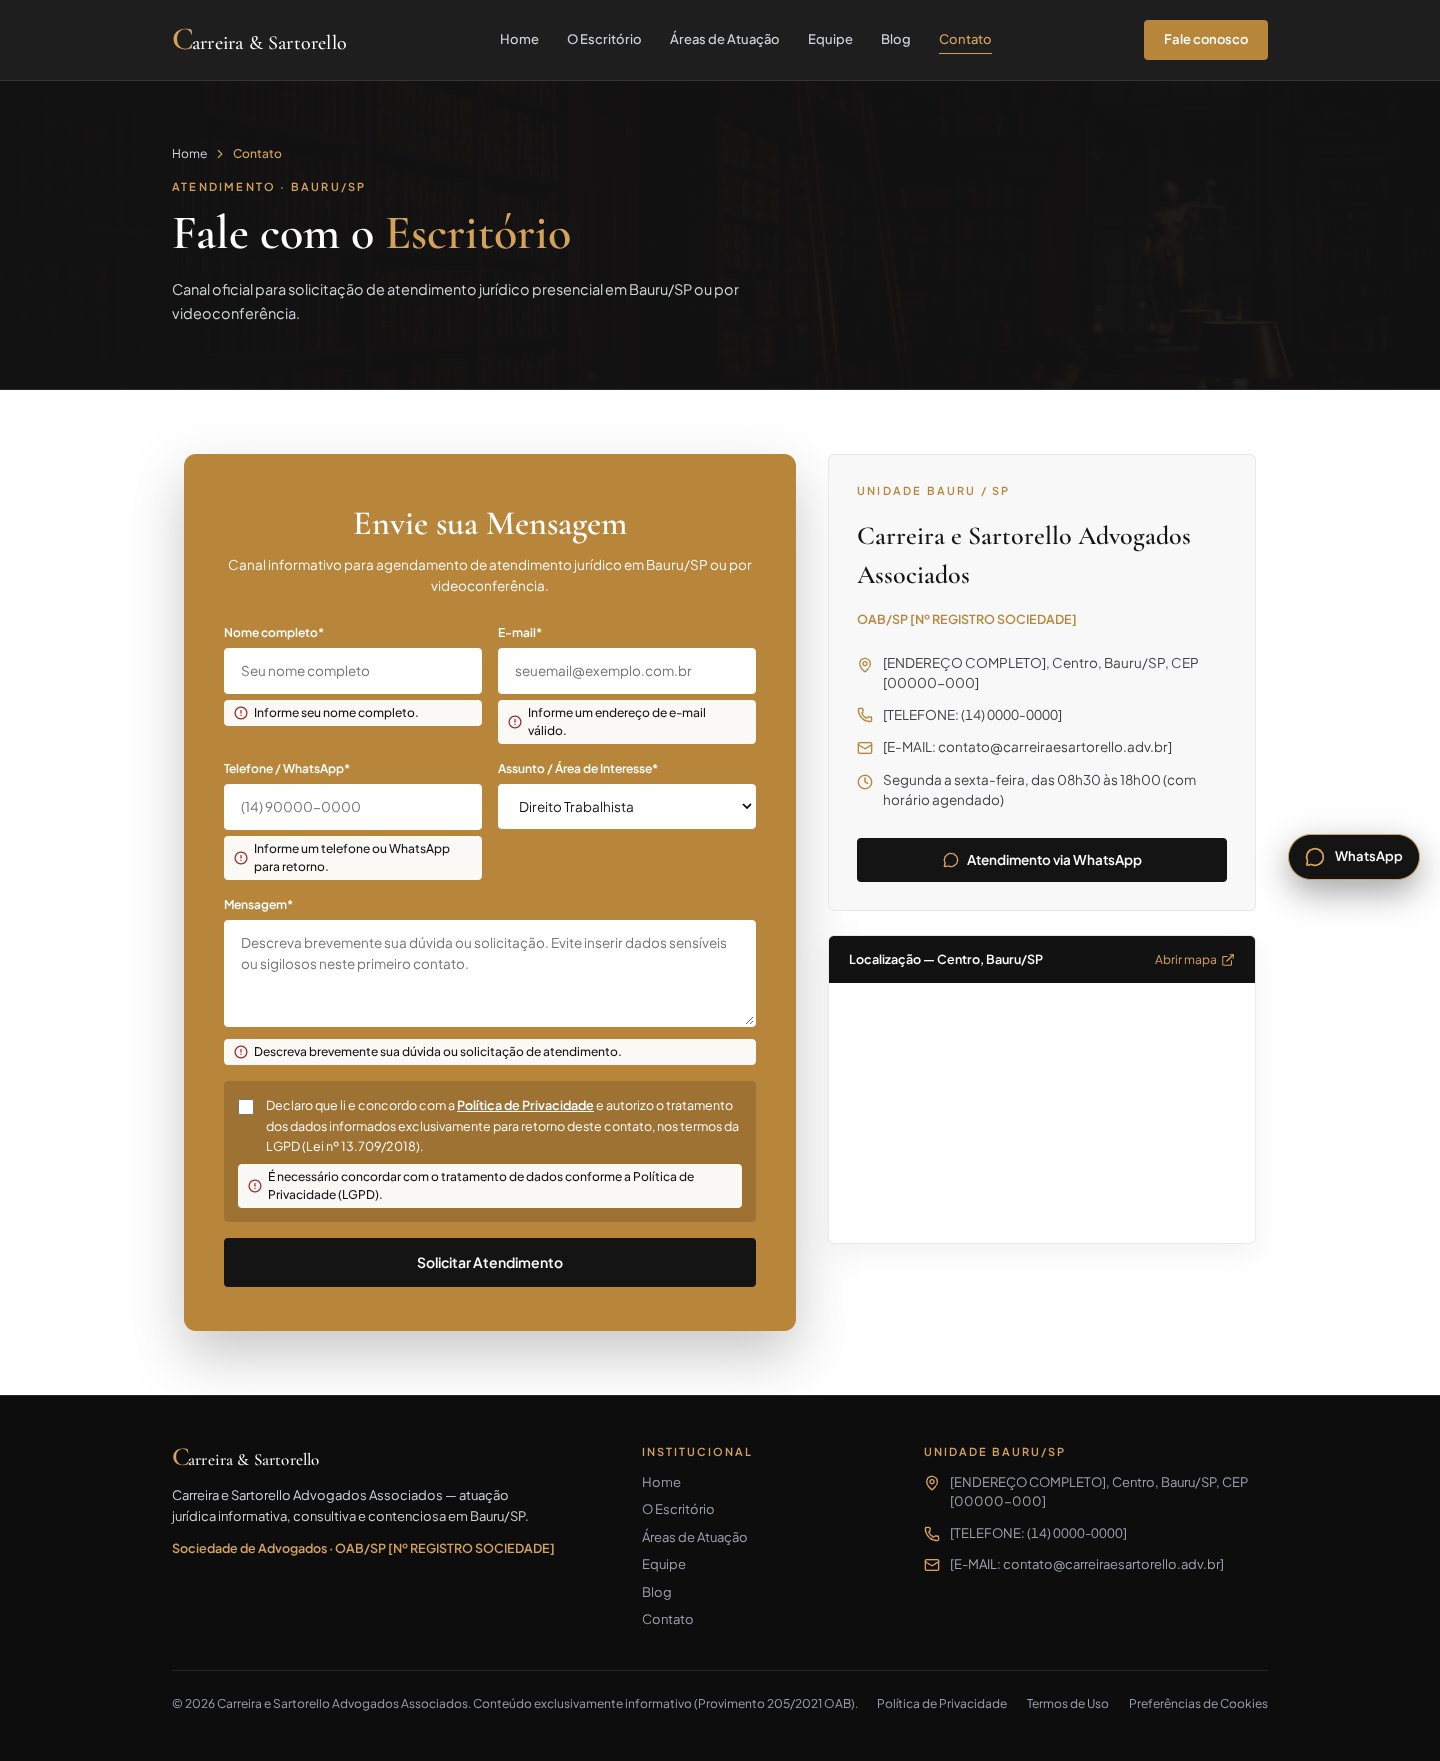 Carreira & Sartorello
Home
O Escritório
Áreas de Atuação
Equipe
Blog
Contato
Fale conosco
Home
Contato
ATENDIMENTO · BAURU/SP
Fale com o Escritório
Canal oficial para solicitação de atendimento jurídico presencial em Bauru/SP ou por
videoconferência.
Envie sua Mensagem
Canal informativo para agendamento de atendimento jurídico em Bauru/SP ou por
videoconferência.
Nome completo*
Seu nome completo
Informe seu nome completo.
E-mail*
seuemail@exemplo.com.br
Informe um endereço de e-mail
válido.
Telefone / WhatsApp*
(14) 90000-0000
Informe um telefone ou WhatsApp
para retorno.
Assunto / Área de Interesse*
Direito Trabalhista
Mensagem*
Descreva brevemente sua dúvida ou solicitação. Evite inserir dados sensíveis
ou sigilosos neste primeiro contato.
Descreva brevemente sua dúvida ou solicitação de atendimento.
Declaro que li e concordo com a Política de Privacidade e autorizo o tratamento
dos dados informados exclusivamente para retorno deste contato, nos termos da
LGPD (Lei nº 13.709/2018).
É necessário concordar com o tratamento de dados conforme a Política de
Privacidade (LGPD).
Solicitar Atendimento
UNIDADE BAURU / SP
Carreira e Sartorello Advogados
Associados
OAB/SP [Nº REGISTRO SOCIEDADE]
[ENDEREÇO COMPLETO], Centro, Bauru/SP, CEP
[00000-000]
[TELEFONE: (14) 0000-0000]
[E-MAIL: contato@carreiraesartorello.adv.br]
Segunda a sexta-feira, das 08h30 às 18h00 (com
horário agendado)
Atendimento via WhatsApp
WhatsApp
Localização — Centro, Bauru/SP
Abrir mapa
Carreira & Sartorello
Carreira e Sartorello Advogados Associados — atuação
jurídica informativa, consultiva e contenciosa em Bauru/SP.
Sociedade de Advogados · OAB/SP [Nº REGISTRO SOCIEDADE]
INSTITUCIONAL
Home
O Escritório
Áreas de Atuação
Equipe
Blog
Contato
UNIDADE BAURU/SP
[ENDEREÇO COMPLETO], Centro, Bauru/SP, CEP
[00000-000]
[TELEFONE: (14) 0000-0000]
[E-MAIL: contato@carreiraesartorello.adv.br]
© 2026 Carreira e Sartorello Advogados Associados. Conteúdo exclusivamente informativo (Provimento 205/2021 OAB).
Política de Privacidade
Termos de Uso
Preferências de Cookies